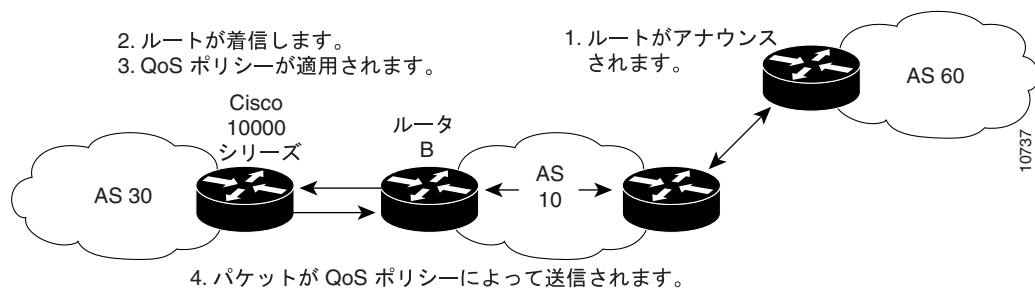 2. ルートが着信します。
3. QoS ポリシーが適用されます。
1. ルートがアナウンス
されます。
AS 60
Cisco
10000
シリーズ
ルータ
B
AS 30
AS
10
10737
4. パケットが QoS ポリシーによって送信されます。